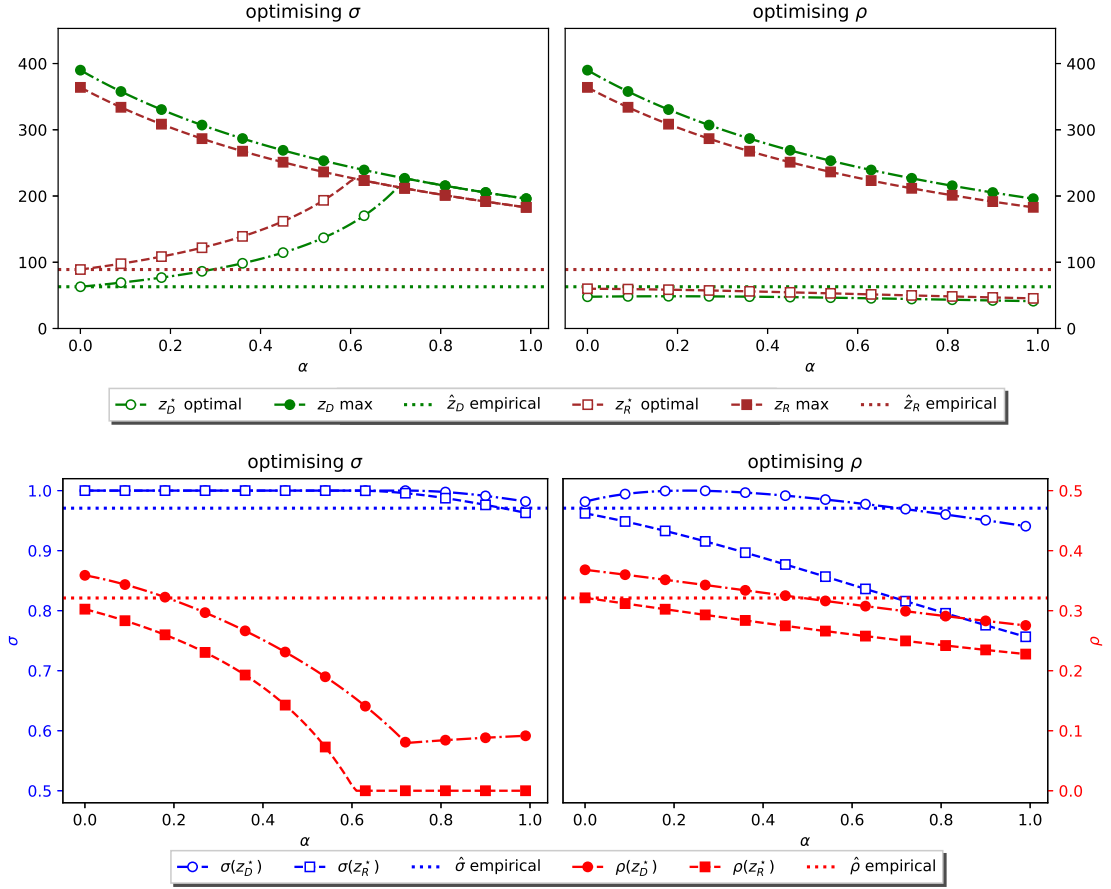 optimising σ
optimising ρ
400
300
200
100
0
400
300
200
100
0
0.0 0.2 0.4 0.6 0.8 1.0
0.0 0.2 0.4 0.6 0.8 1.0
α
α
z*_D optimal z_D max ẑ_D empirical z*_R optimal z_R max ẑ_R empirical
optimising σ
optimising ρ
1.0
0.9
0.8
0.7
0.6
0.5
σ
0.5
0.4
0.3
0.2
0.1
0.0
ρ
0.0 0.2 0.4 0.6 0.8 1.0
0.0 0.2 0.4 0.6 0.8 1.0
α
α
σ(z*_D) σ(z*_R) σ̂ empirical ρ(z*_D) ρ(z*_R) ρ̂ empirical